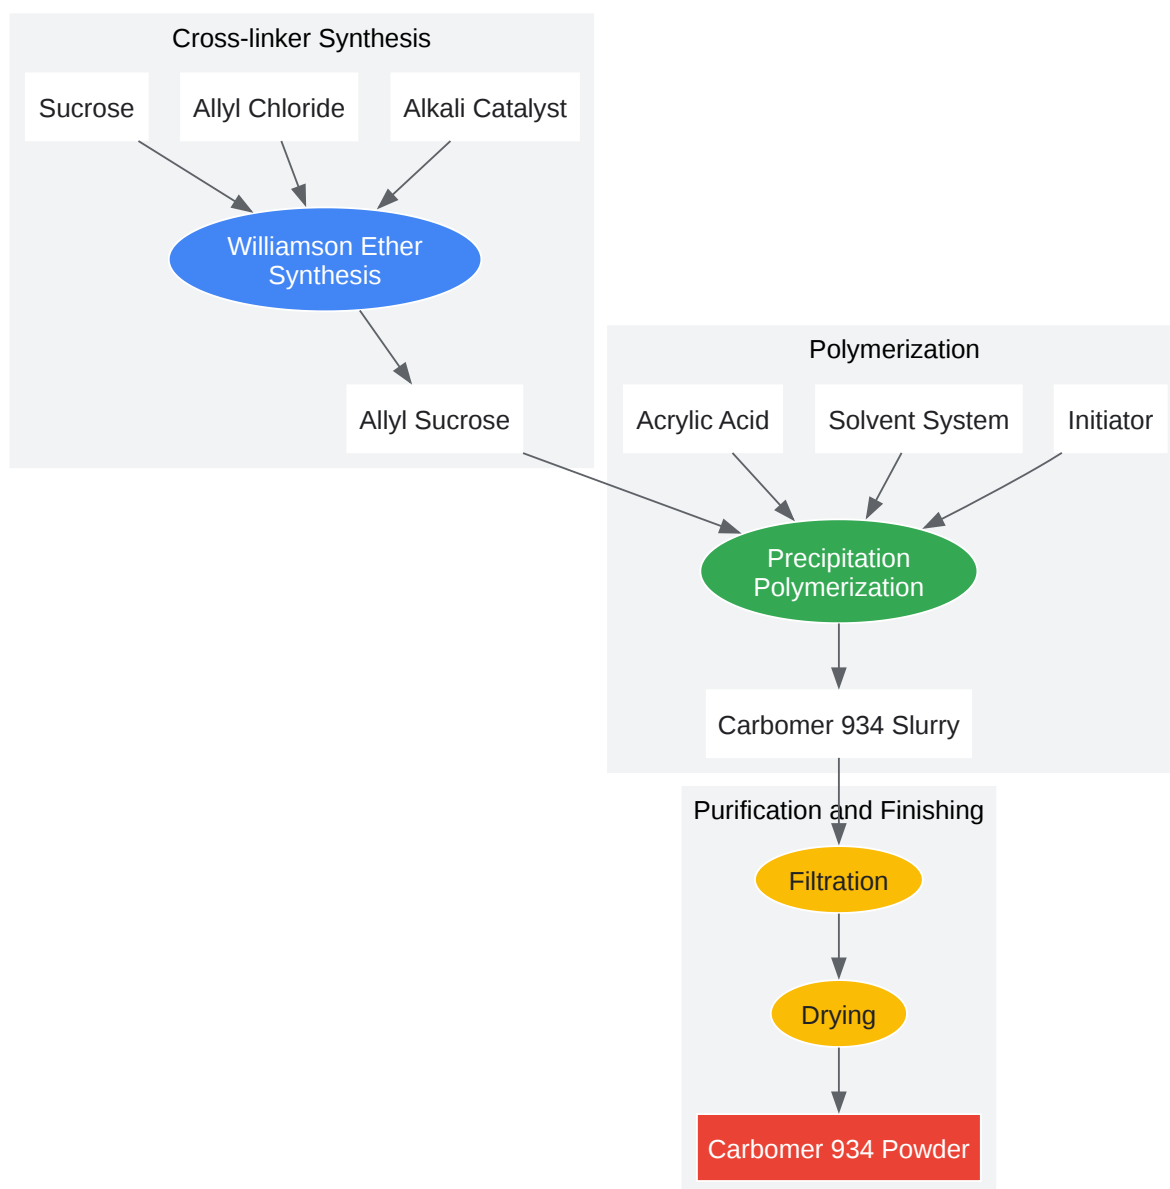 Cross-linker Synthesis
Sucrose
Allyl Chloride
Alkali Catalyst
Williamson Ether
Synthesis
Allyl Sucrose
Polymerization
Acrylic Acid
Solvent System
Initiator
Precipitation
Polymerization
Carbomer 934 Slurry
Purification and Finishing
Filtration
Drying
Carbomer 934 Powder